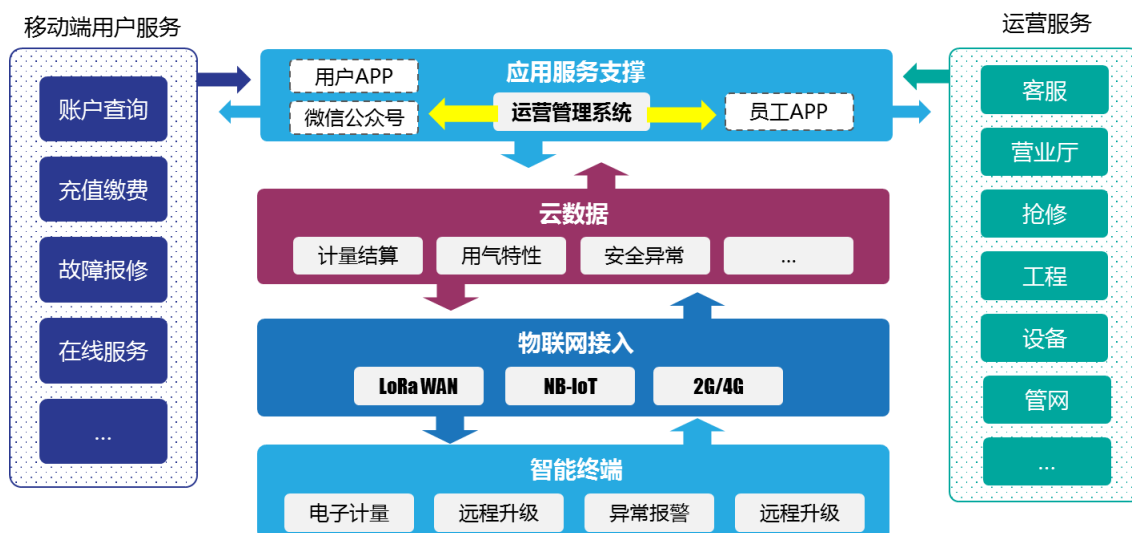 移动端用户服务
账户查询
充值缴费
故障报修
在线服务
...
应用服务支撑
用户APP
微信公众号
运营管理系统
员工APP
云数据
计量结算
用气特性
安全异常
...
物联网接入
LoRa WAN
NB-IoT
2G/4G
智能终端
电子计量
远程升级
异常报警
远程升级
运营服务
客服
营业厅
抢修
工程
设备
管网
...